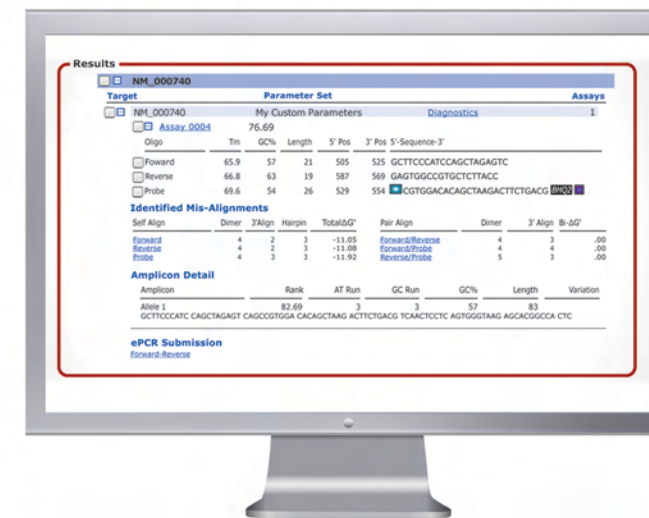 Results
NM_000740
Target Parameter Set Assays
NM_000740 My Custom Parameters Diagnostics 1
Assay 0004 76.69
Oligo Tm GC% Length 5' Pos 3' Pos 5'-Sequence-3'
Foward 65.9 57 21 505 525 GCTTCCCATCCAGCTAGAGTC
Reverse 66.8 63 19 587 569 GAGTGGCCGTGCTCTTACC
Probe 69.6 54 26 529 554 CGTGGACACAGCTAAGACTTCTGACG BHQ2
Identified Mis-Alignments
Self Align Dimer 3'Align Hairpin TotalΔG' Pair Align Dimer 3' Align Bi-ΔG'
Forward 4 2 3 -11.05 Forward/Reverse 4 3 .00
Reverse 4 2 3 -11.08 Forward/Probe 4 4 .00
Probe 4 3 3 -11.92 Reverse/Probe 5 3 .00
Amplicon Detail
Amplicon Rank AT Run GC Run GC% Length Variation
Allele 1 82.69 3 3 57 83
GCTTCCCATC CAGCTAGAGT CAGCCGTGGA CACAGCTAAG ACTTCTGACG TCAACTCCTC AGTGGGTAAG AGCACGGCCA CTC
ePCR Submission
Forward-Reverse